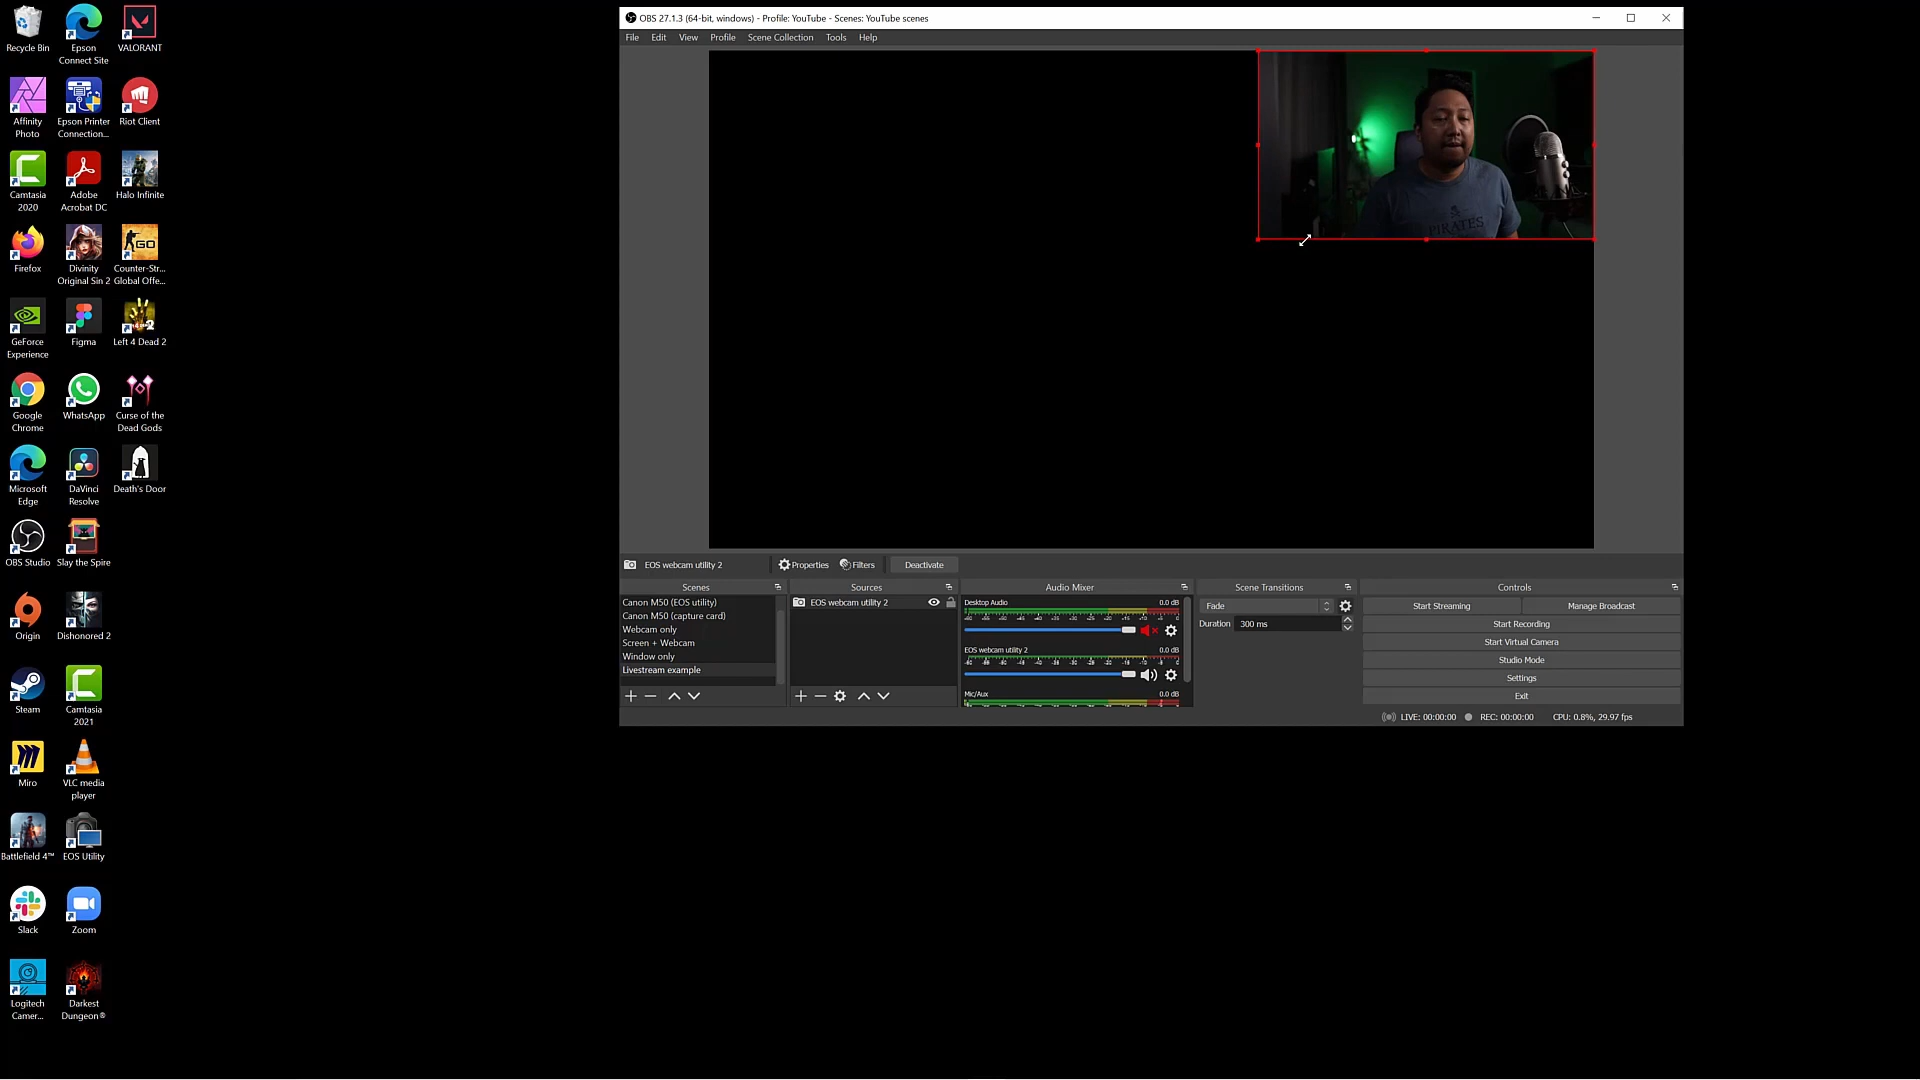 Recycle Bin
Epson
Connect Site
VALORANT
Affinity
Photo
Epson Printer
Connection...
Riot Client
Camtasia
2020
Adobe
Acrobat DC
Halo Infinite
Firefox
Divinity
Original Sin 2
Counter-Str...
Global Offe...
GeForce
Experience
Figma
Left 4 Dead 2
Google
Chrome
WhatsApp
Curse of the
Dead Gods
Microsoft
Edge
DaVinci
Resolve
Death's Door
OBS Studio
Slay the Spire
Origin
Dishonored 2
Steam
Camtasia
2021
Miro
VLC media
player
Battlefield 4™
EOS Utility
Slack
Zoom
Logitech
Camer...
Darkest
Dungeon®
OBS 27.1.3 (64-bit, windows) - Profile: YouTube - Scenes: YouTube scenes
File Edit View Profile Scene Collection Tools Help
PIRATES
EOS webcam utility 2 Properties Filters Deactivate
Scenes
Canon M50 (EOS utility)
Canon M50 (capture card)
Webcam only
Screen + Webcam
Window only
Livestream example
Sources
EOS webcam utility 2
Audio Mixer
Desktop Audio 0.0 dB
EOS webcam utility 2 0.0 dB
Mic/Aux 0.0 dB
Scene Transitions
Fade
Duration 300 ms
Controls
Start Streaming Manage Broadcast
Start Recording
Start Virtual Camera
Studio Mode
Settings
Exit
LIVE: 00:00:00 REC: 00:00:00 CPU: 0.8%, 29.97 fps